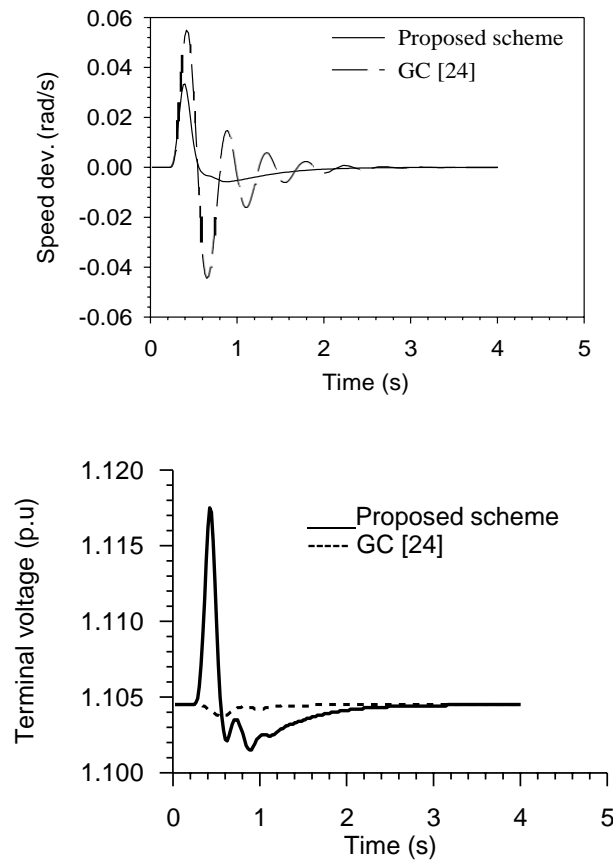 0.06
0.04
0.02
0.00
-0.02
-0.04
-0.06
Speed dev. (rad/s)
Proposed scheme
GC [24]
0 1 2 3 4 5
Time (s)
1.120
1.115
1.110
1.105
1.100
Terminal voltage (p.u)
Proposed scheme
GC [24]
0 1 2 3 4 5
Time (s)